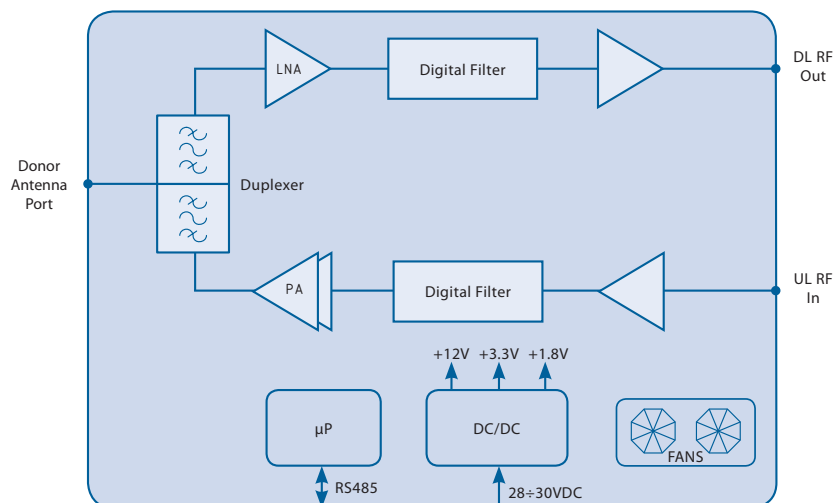 LNA
Digital Filter
DL RF
Out
Donor
Antenna
Port
Duplexer
PA
Digital Filter
UL RF
In
+12V
+3.3V
+1.8V
µP
DC/DC
FANS
RS485
28÷30VDC